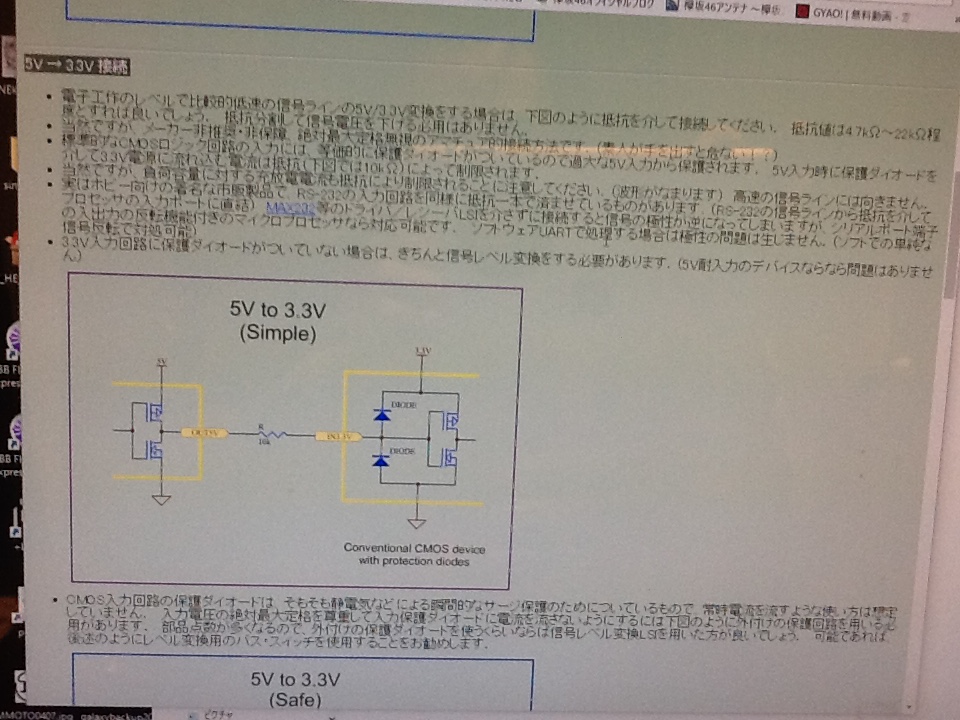 欅坂46オフィシャルブログ 欅坂46アンテナ ～欅坂 GYAO! | 無料動画・
5V → 3.3V 接続
• 電子工作のレベルで比較的低速の信号ラインの5V/3.3V変換をする場合は、下図のように抵抗を介して接続してください。 抵抗値は4.7kΩ～22kΩ程
度とすれば良いでしょう。 抵抗分割して信号電圧を下げる必用はありません。
• 当然ですが、メーカー非推奨・非保障、絶対最大定格無視のアマチュア的接続方法です。(素人が手を出すと危ない！？)
• 標準的なCMOSロジック回路の入力には、等価的に保護ダイオードがついているので過大な5V入力から保護されます。 5V入力時に保護ダイオードを
介して3.3V電源に流れ込む電流は抵抗(下図では10kΩ)によって制限されます。
• 当然ですが、負荷容量に対する充放電電流も抵抗により制限されることに注意してください。(波形がなまります) 高速の信号ラインには向きません。
• 実はホビー向けの著名な市販製品で、RS-202の入力回路を同様に抵抗一本で済ませているものがあります。(RS-232の信号ラインから抵抗を介して
プロセッサの入力ポートに直結) MAX232等のドライバ／レシーバLSIを介さずに接続すると信号の極性が逆になってしまいますが、シリアルポート端子
の入出力の反転機能付きのマイクロプロセッサなら対応可能です。 ソフトウェアUARTで処理する場合は極性の問題は生じません。(ソフトでの単純な
信号反転で対処可能)
• 3.3V入力回路に保護ダイオードがついていない場合は、きちんと信号レベル変換をする必要があります。(5V耐入力のデバイスならなら問題はありませ
ん)
5V to 3.3V
(Simple)
5V
3.3V
DIODE
OUT5V
R
10k
IN3.3V
DIODE
Conventional CMOS device
with protection diodes
• CMOS入力回路の保護ダイオードは、そもそも静電気などによる瞬間的なサージ保護のためについているもので、常時電流を流すような使い方は想定
していません。 入力電圧の絶対最大定格を尊重して入力保護ダイオードに電流を流さないようにするには下図のように外付けの保護回路を用いる必
用があります。 部品点数が多くなるので、外付けの保護ダイオードを使うくらいならば信号レベル変換LSIを用いた方が良いでしょう。 可能であれば、
後述のようにレベル変換用のバス・スイッチを使用することをお勧めします。
5V to 3.3V
(Safe)
MMOTO0407.jpg galaxybackup20 ピクチャ